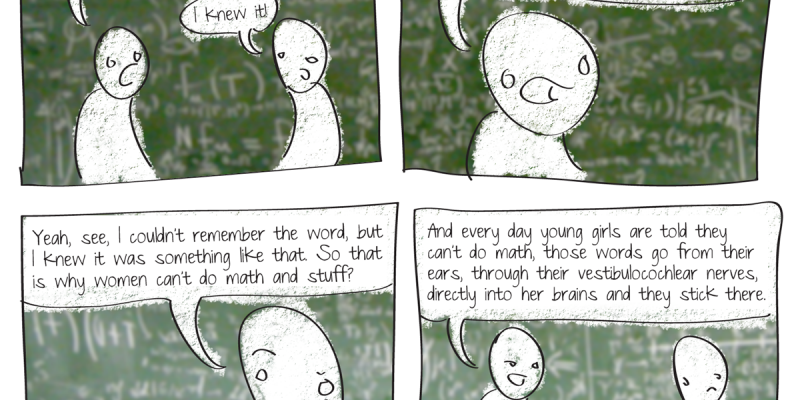 I knew it!
Yeah, see, I couldn't remember the word, but
I knew it was something like that. So that
is why women can't do math and stuff?
And every day young girls are told they
can't do math, those words go from their
ears, through their vestibulocochlear nerves,
directly into her brains and they stick there.